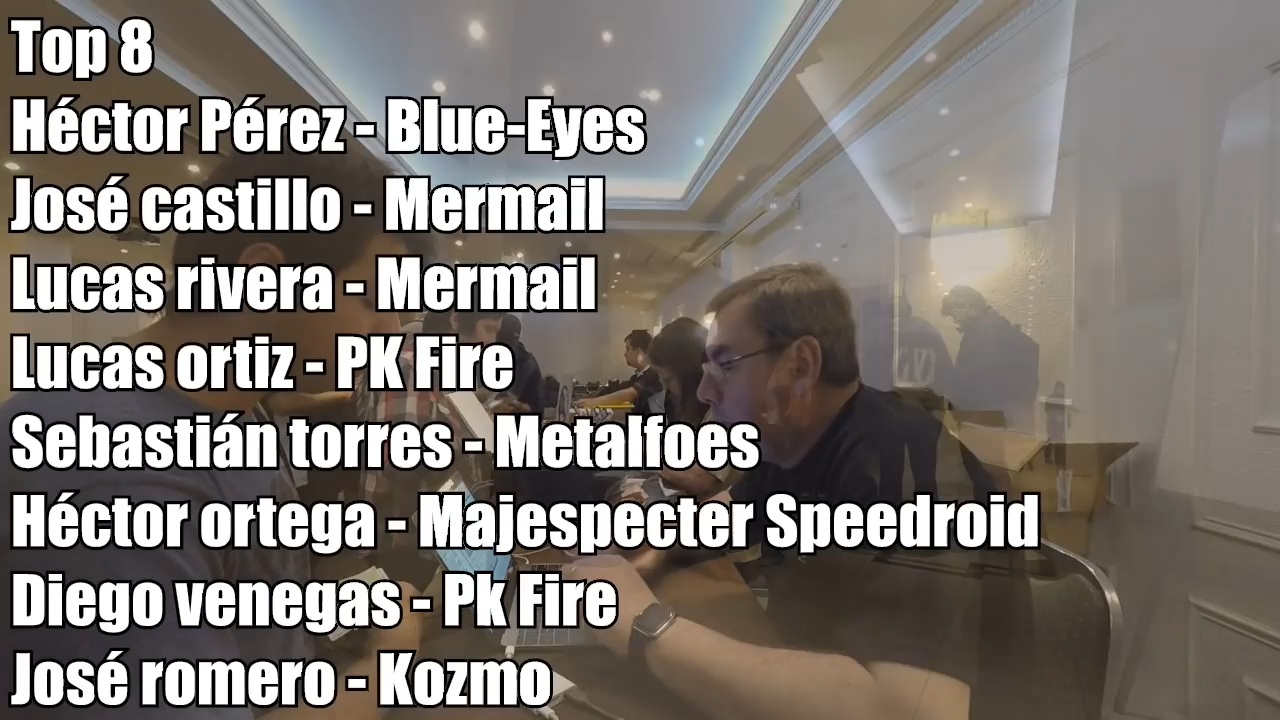 Top 8
Héctor Pérez - Blue-Eyes
José castillo - Mermail
Lucas rivera - Mermail
Lucas ortiz - PK Fire
Sebastián torres - Metalfoes
Héctor ortega - Majespecter Speedroid
Diego venegas - Pk Fire
José romero - Kozmo